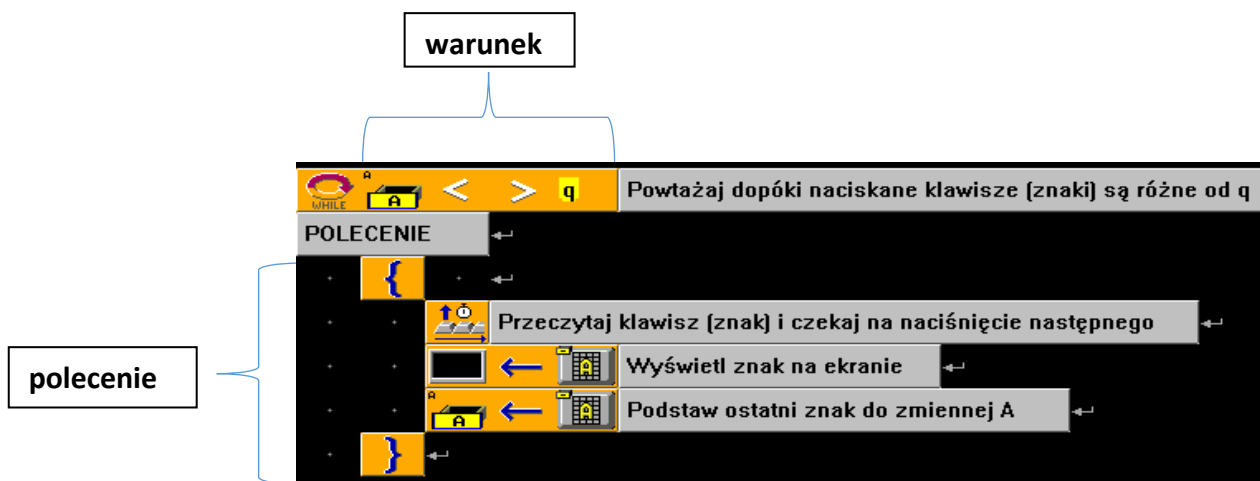 warunek
WHILE A A < > q Powtażaj dopóki naciskane klawisze (znaki) są różne od q
POLECENIE
{
Przeczytaj klawisz (znak) i czekaj na naciśnięcie następnego
A Wyświetl znak na ekranie
polecenie
A A A Podstaw ostatni znak do zmiennej A
}